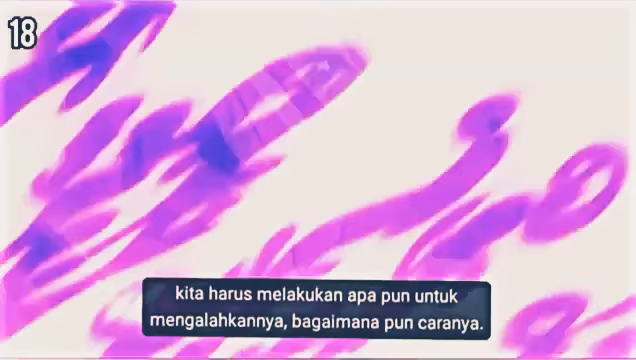 18
kita harus melakukan apa pun untuk
mengalahkannya, bagaimana pun caranya.